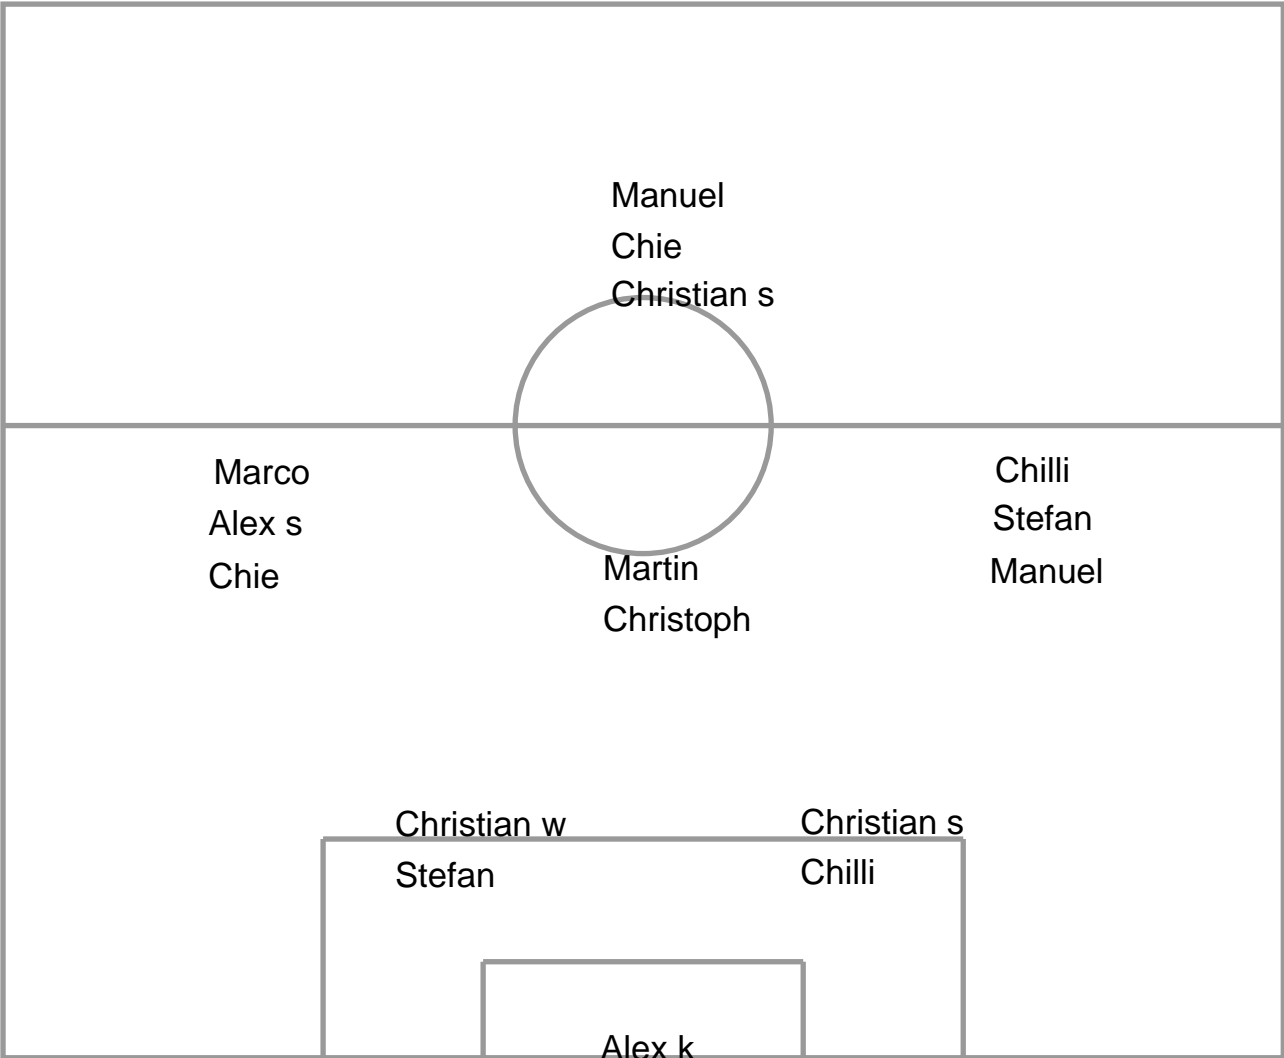 Manuel
Chie
Christian s
Marco
Alex s
Chie
Martin
Christoph
Chilli
Stefan
Manuel
Christian w
Stefan
Christian s
Chilli
Alex k